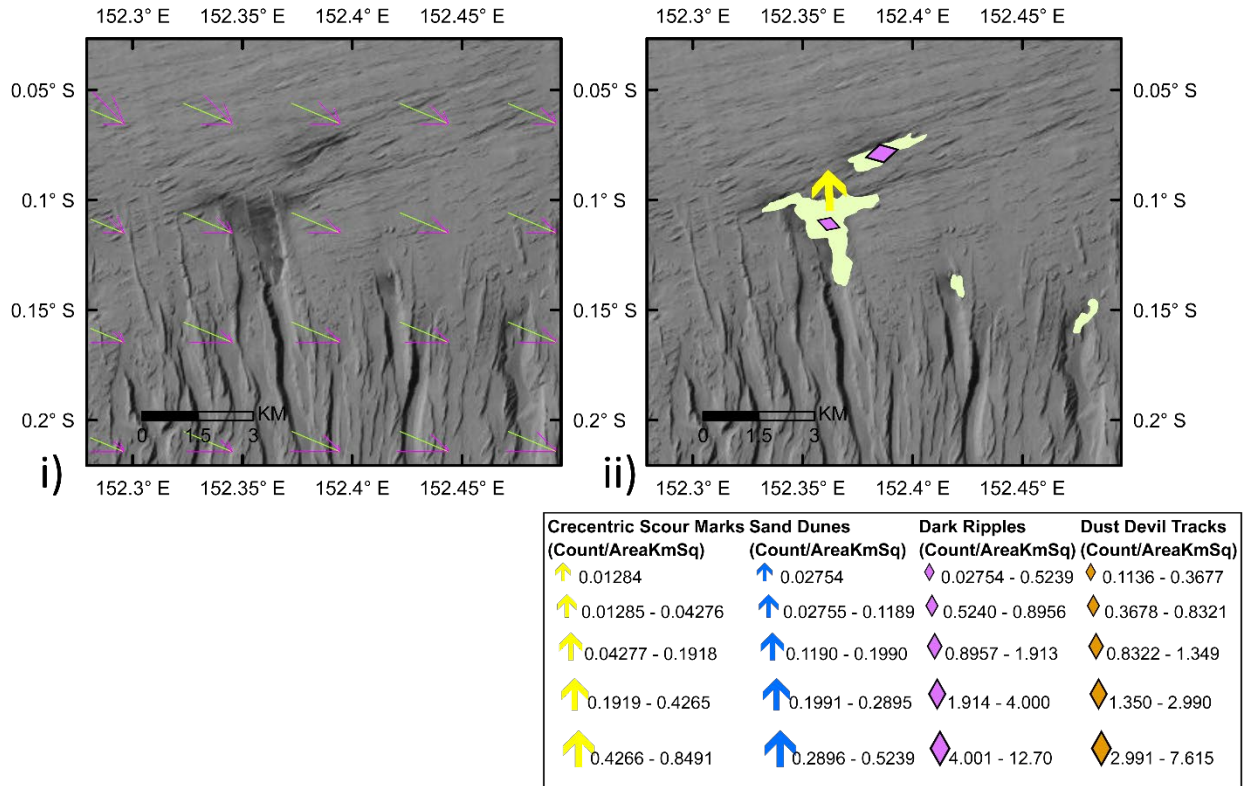 152.3° E 152.35° E 152.4° E 152.45° E 152.3° E 152.35° E 152.4° E 152.45° E
0.05° S 0.05° S
0.1° S 0.1° S
0.15° S 0.15° S
0.2° S 0.2° S
KM KM
0 1.5 3 0 1.5 3
i) ii)
152.3° E 152.35° E 152.4° E 152.45° E 152.3° E 152.35° E 152.4° E 152.45° E
Crecentric Scour Marks Sand Dunes Dark Ripples Dust Devil Tracks
(Count/AreaKmSq) (Count/AreaKmSq) (Count/AreaKmSq) (Count/AreaKmSq)
0.01284 0.02754 0.02754 - 0.5239 0.1136 - 0.3677
0.01285 - 0.04276 0.02755 - 0.1189 0.5240 - 0.8956 0.3678 - 0.8321
0.04277 - 0.1918 0.1190 - 0.1990 0.8957 - 1.913 0.8322 - 1.349
0.1919 - 0.4265 0.1991 - 0.2895 1.914 - 4.000 1.350 - 2.990
0.4266 - 0.8491 0.2896 - 0.5239 4.001 - 12.70 2.991 - 7.615